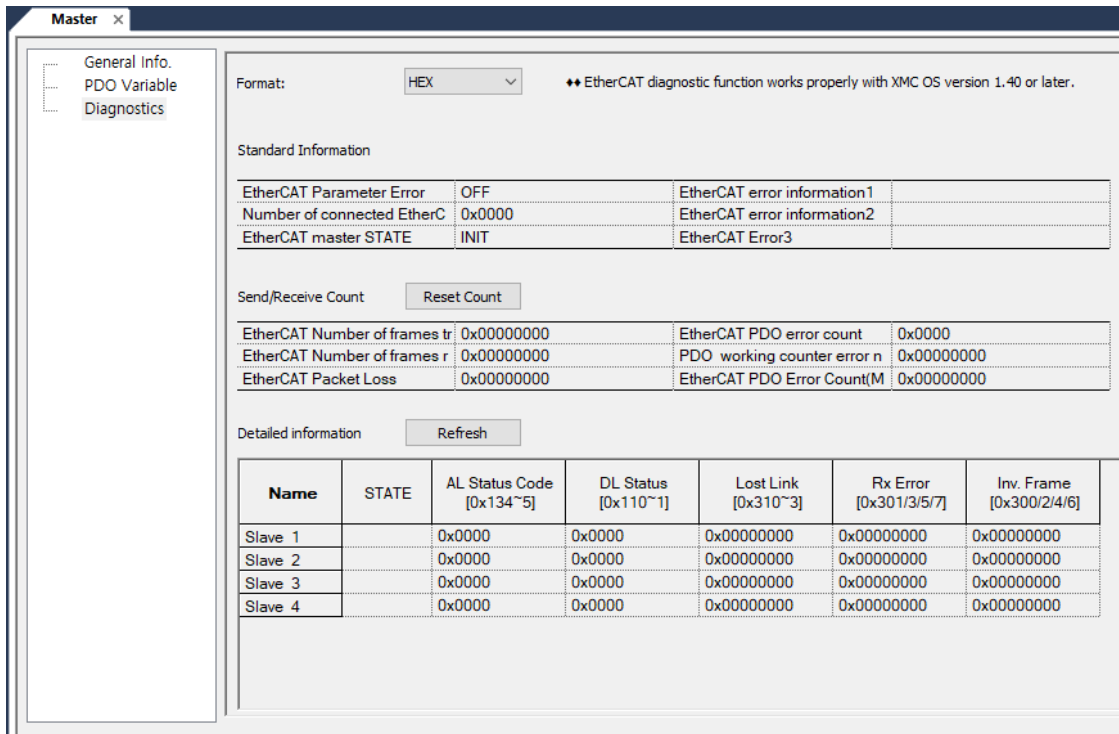 Master ×
General Info.
PDO Variable
Diagnostics
Format: HEX ♦♦ EtherCAT diagnostic function works properly with XMC OS version 1.40 or later.
Standard Information
EtherCAT Parameter Error OFF EtherCAT error information1
Number of connected EtherC 0x0000 EtherCAT error information2
EtherCAT master STATE INIT EtherCAT Error3
Send/Receive Count Reset Count
EtherCAT Number of frames tr 0x00000000 EtherCAT PDO error count 0x0000
EtherCAT Number of frames r 0x00000000 PDO working counter error n 0x00000000
EtherCAT Packet Loss 0x00000000 EtherCAT PDO Error Count(M 0x00000000
Detailed information Refresh
Name STATE AL Status Code DL Status Lost Link Rx Error Inv. Frame
[0x134~5] [0x110~1] [0x310~3] [0x301/3/5/7] [0x300/2/4/6]
Slave 1 0x0000 0x0000 0x00000000 0x00000000 0x00000000
Slave 2 0x0000 0x0000 0x00000000 0x00000000 0x00000000
Slave 3 0x0000 0x0000 0x00000000 0x00000000 0x00000000
Slave 4 0x0000 0x0000 0x00000000 0x00000000 0x00000000